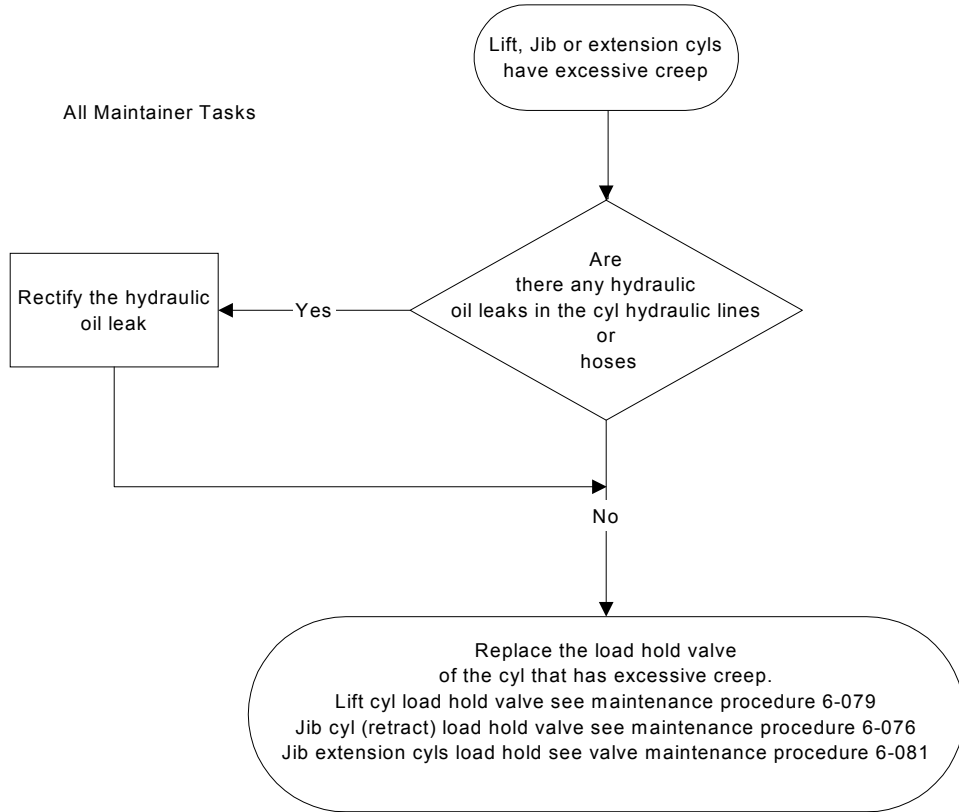 Lift, Jib or extension cyls
have excessive creep
All Maintainer Tasks
Are
there any hydraulic
oil leaks in the cyl hydraulic lines
or
hoses
Yes
Rectify the hydraulic
oil leak
No
Replace the load hold valve
of the cyl that has excessive creep.
Lift cyl load hold valve see maintenance procedure 6-079
Jib cyl (retract) load hold valve see maintenance procedure 6-076
Jib extension cyls load hold see valve maintenance procedure 6-081